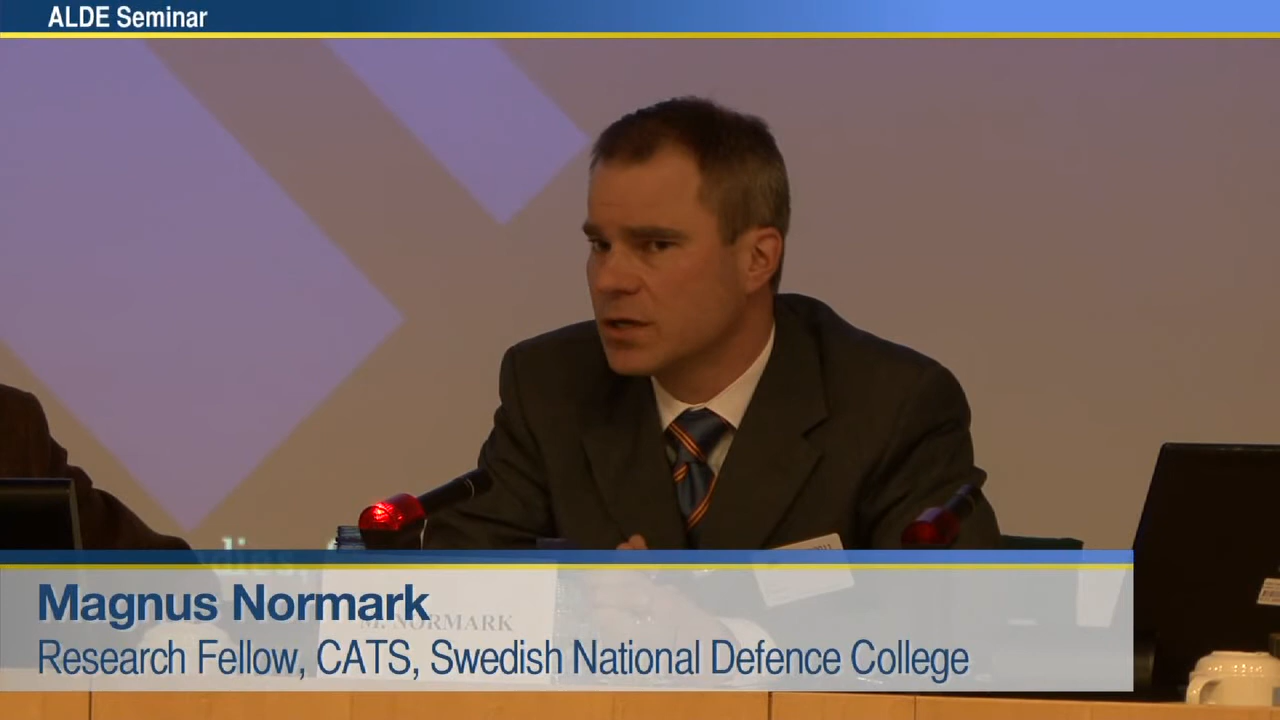 ALDE Seminar
Magnus Normark
M. NORMARK
Research Fellow, CATS, Swedish National Defence College